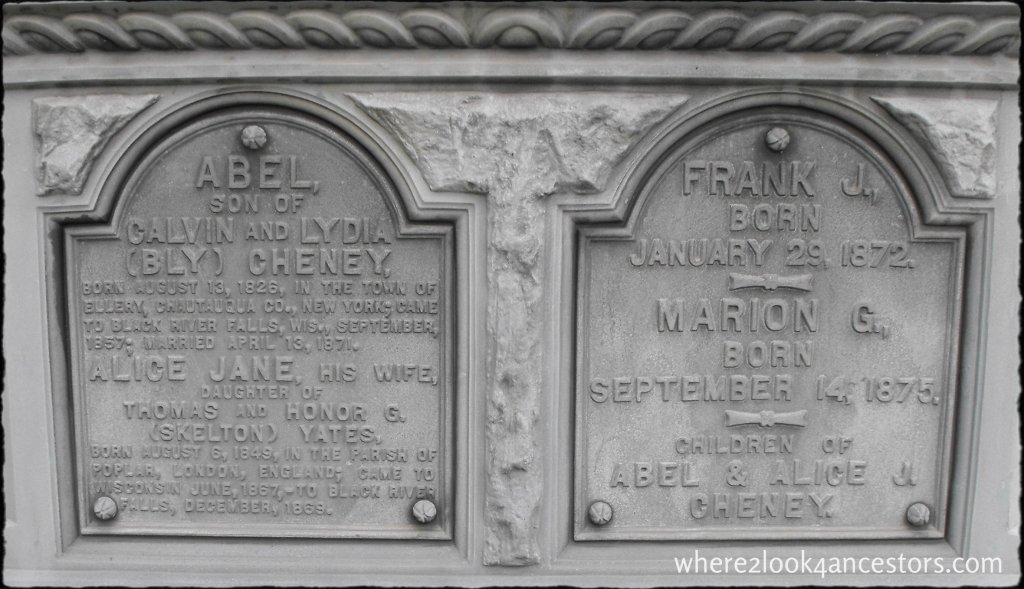 ABEL,
SON OF
CALVIN AND LYDIA
(BLY) CHENEY,
BORN AUGUST 13, 1826, IN THE TOWN OF
ELLERY, CHAUTAUQUA CO., NEW YORK; CAME
TO BLACK RIVER FALLS, WIS., SEPTEMBER,
1857; MARRIED APRIL 13, 1871.
ALICE JANE, HIS WIFE,
DAUGHTER OF
THOMAS AND HONOR G.
(SKELTON) YATES,
BORN AUGUST 6, 1849, IN THE PARISH OF
POPLAR, LONDON, ENGLAND; CAME TO
WISCONSIN JUNE, 1867,-TO BLACK RIVER
FALLS, DECEMBER, 1869.
FRANK J.,
BORN
JANUARY 29, 1872.
MARION G.,
BORN
SEPTEMBER 14, 1875.
CHILDREN OF
ABEL & ALICE J.
CHENEY.
where2look4ancestors.com